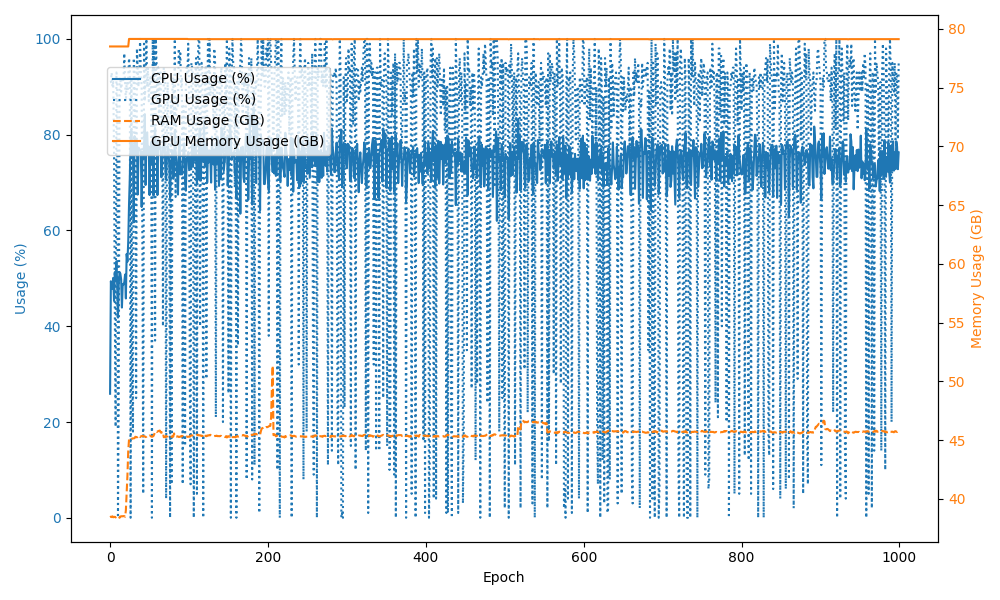 CPU Usage (%)
GPU Usage (%)
RAM Usage (GB)
GPU Memory Usage (GB)
Usage (%)
100
80
60
40
20
0
Memory Usage (GB)
80
75
70
65
60
55
50
45
40
0 200 400 600 800 1000
Epoch